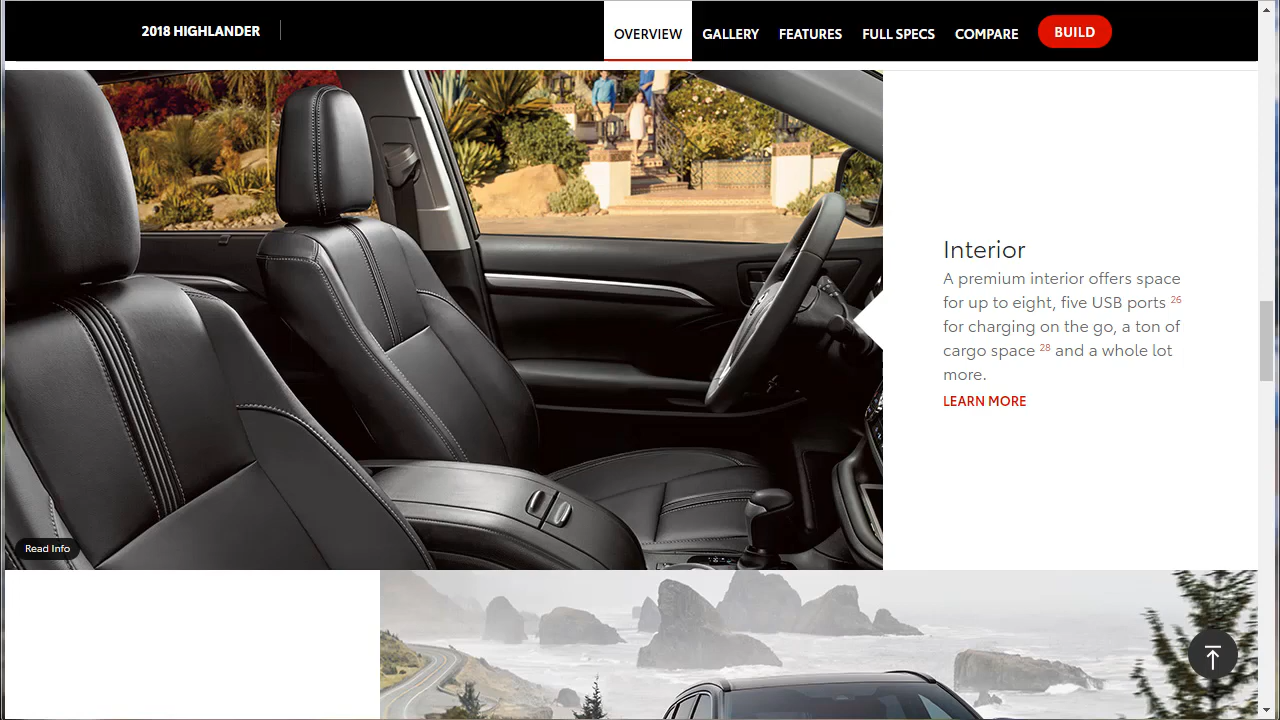 2018 HIGHLANDER
OVERVIEW GALLERY FEATURES FULL SPECS COMPARE BUILD
Interior
A premium interior offers space
for up to eight, five USB ports 26
for charging on the go, a ton of
cargo space 28 and a whole lot
more.
LEARN MORE
Read Info